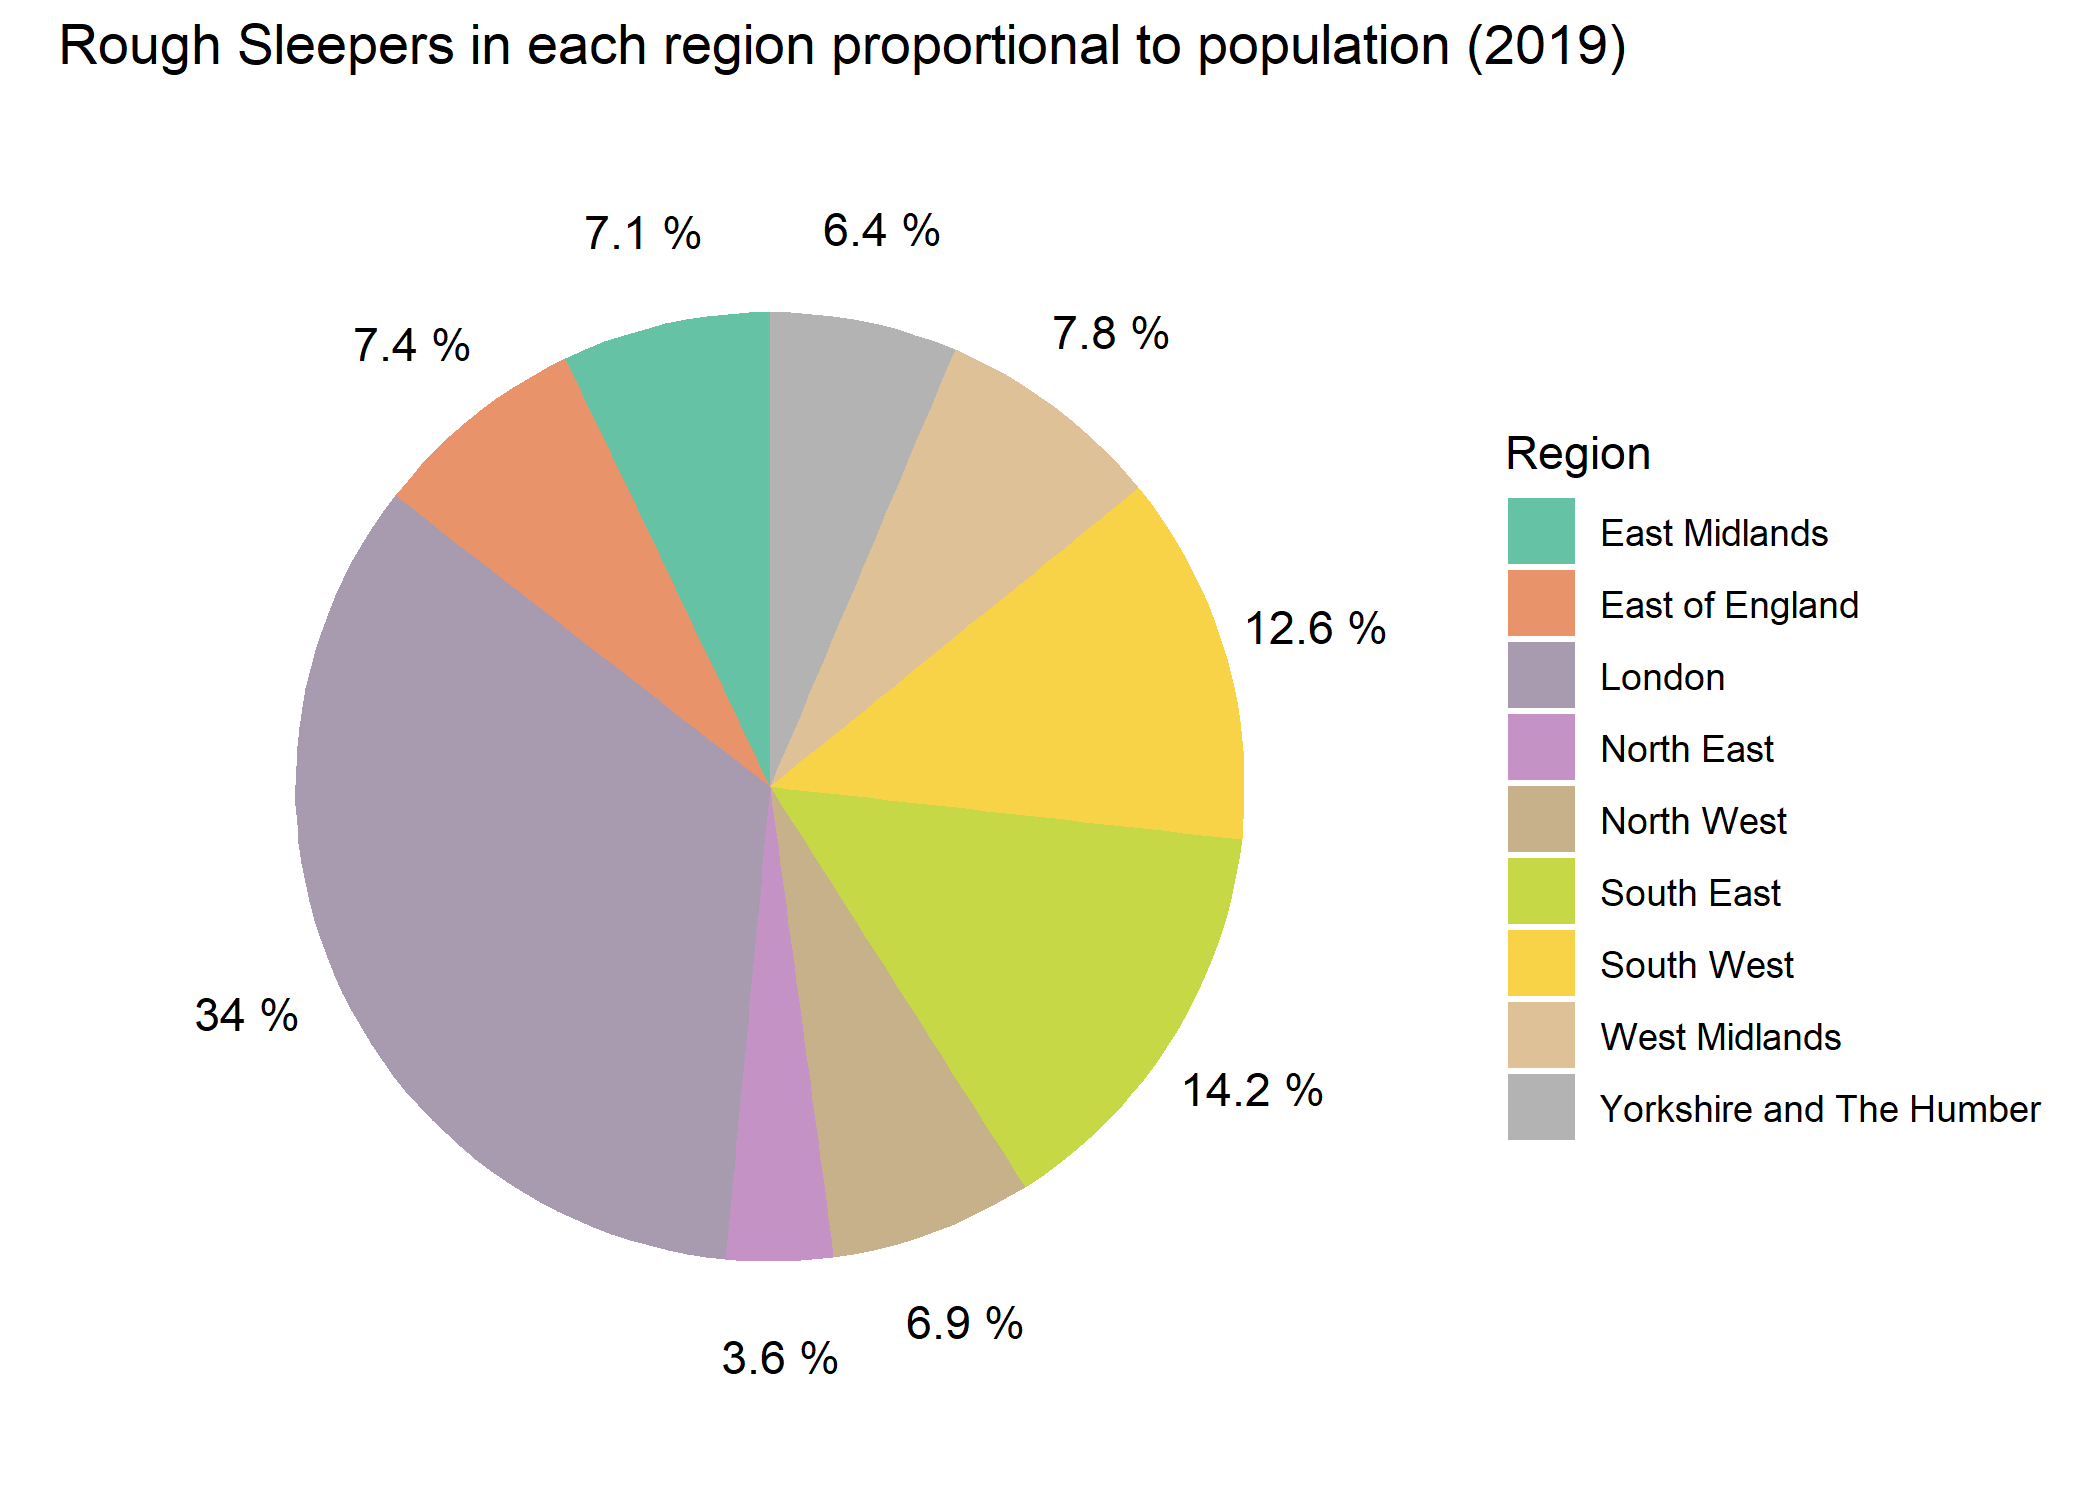 Rough Sleepers in each region proportional to population (2019)
7.1 %
6.4 %
7.4 %
7.8 %
12.6 %
34 %
14.2 %
6.9 %
3.6 %
Region
East Midlands
East of England
London
North East
North West
South East
South West
West Midlands
Yorkshire and The Humber